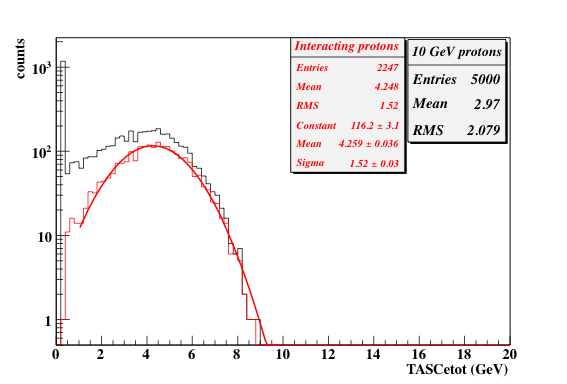 counts
10³
10²
10
1
0 2 4 6 8 10 12 14 16 18 20
TASCetot (GeV)
Interacting protons
Entries 2247
Mean 4.248
RMS 1.52
Constant 116.2 ± 3.1
Mean 4.259 ± 0.036
Sigma 1.52 ± 0.03
10 GeV protons
Entries 5000
Mean 2.97
RMS 2.079